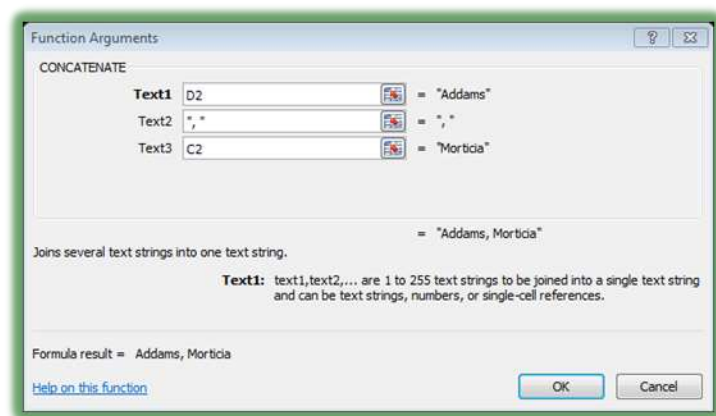 Function Arguments
CONCATENATE
Text1 D2 = "Addams"
Text2 ", " = ", "
Text3 C2 = "Morticia"
= "Addams, Morticia"
Joins several text strings into one text string.
Text1: text1,text2,... are 1 to 255 text strings to be joined into a single text string
and can be text strings, numbers, or single-cell references.
Formula result = Addams, Morticia
Help on this function
OK Cancel